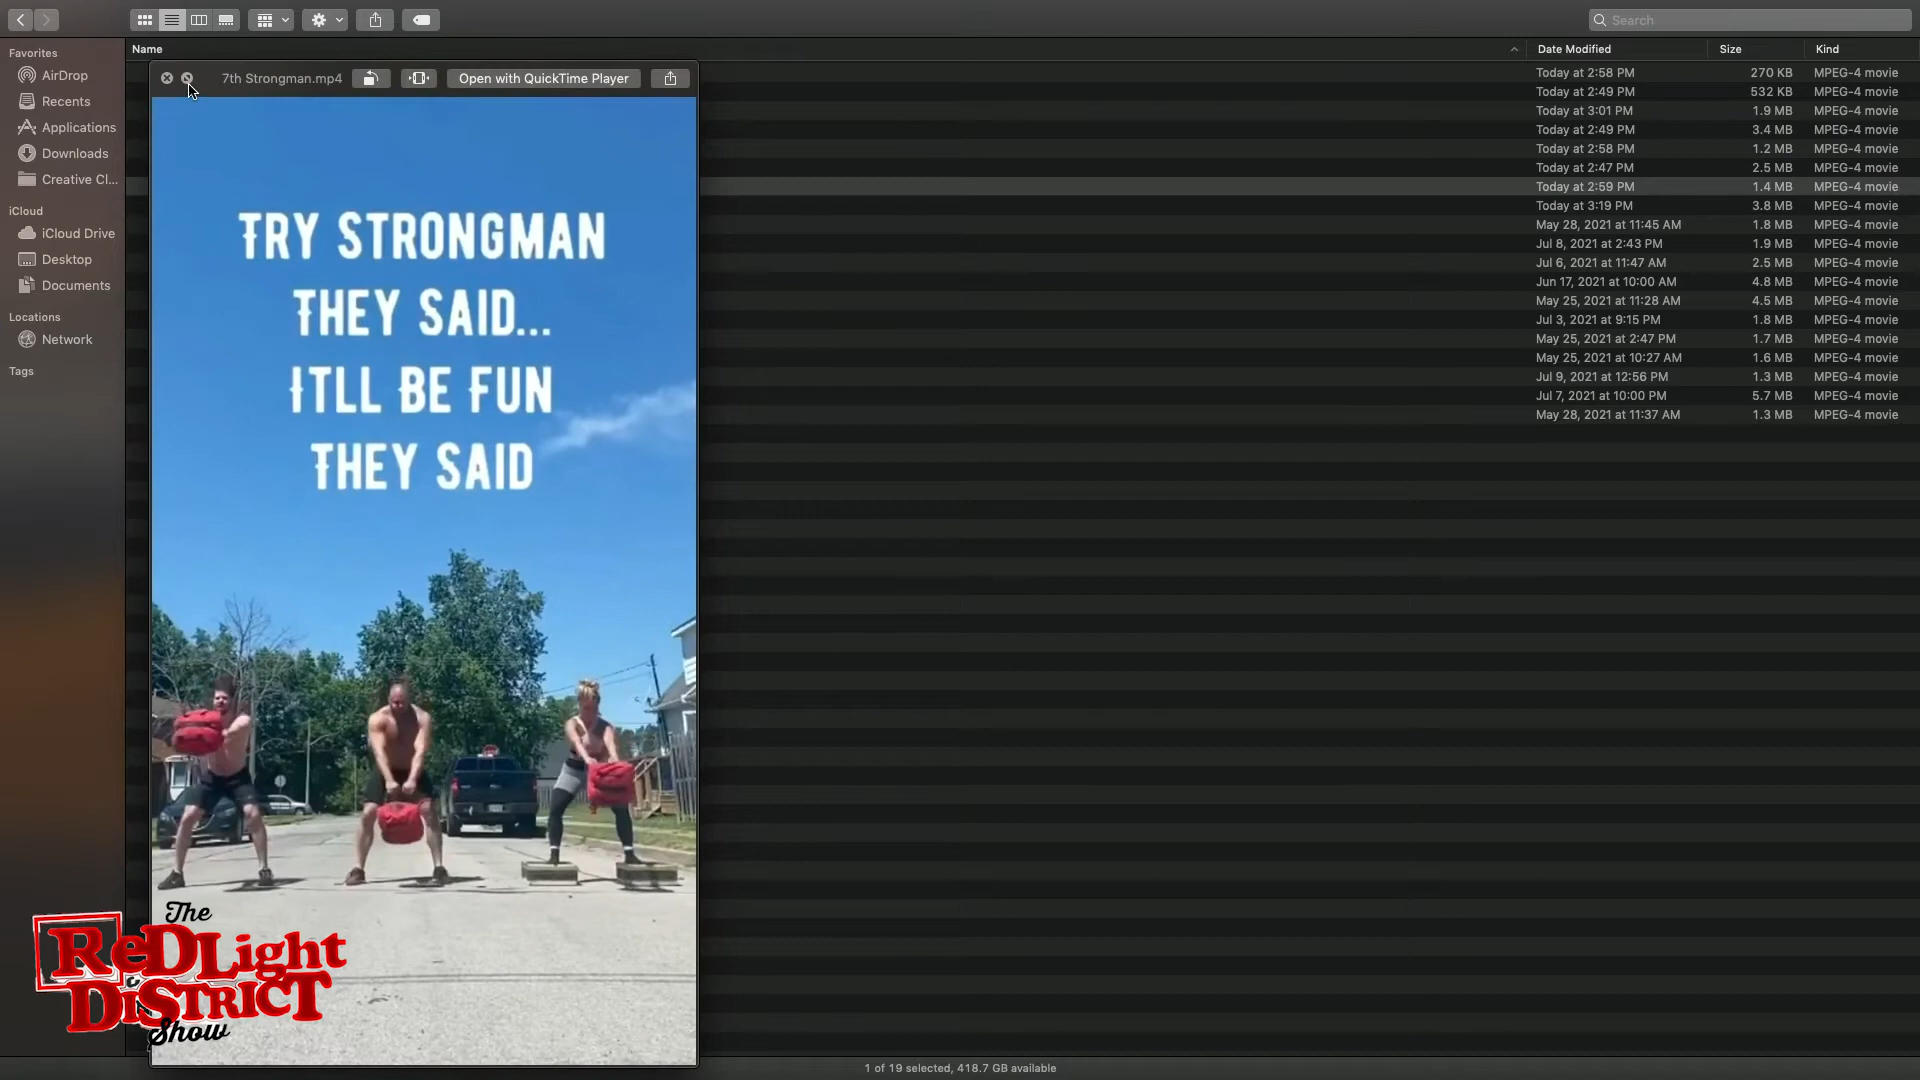 Search
Name
Date Modified
Size
Kind
Favorites
AirDrop
Recents
Applications
Downloads
Creative Cl...
iCloud
iCloud Drive
Desktop
Documents
Locations
Network
Tags
7th Strongman.mp4
Open with QuickTime Player
TRY STRONGMAN
THEY SAID...
ITLL BE FUN
THEY SAID
The
ReDLight
DiSTRICT
Show
Today at 2:58 PM 270 KB MPEG-4 movie
Today at 2:49 PM 532 KB MPEG-4 movie
Today at 3:01 PM 1.9 MB MPEG-4 movie
Today at 2:49 PM 3.4 MB MPEG-4 movie
Today at 2:58 PM 1.2 MB MPEG-4 movie
Today at 2:47 PM 2.5 MB MPEG-4 movie
Today at 2:59 PM 1.4 MB MPEG-4 movie
Today at 3:19 PM 3.8 MB MPEG-4 movie
May 28, 2021 at 11:45 AM 1.8 MB MPEG-4 movie
Jul 8, 2021 at 2:43 PM 1.9 MB MPEG-4 movie
Jul 6, 2021 at 11:47 AM 2.5 MB MPEG-4 movie
Jun 17, 2021 at 10:00 AM 4.8 MB MPEG-4 movie
May 25, 2021 at 11:28 AM 4.5 MB MPEG-4 movie
Jul 3, 2021 at 9:15 PM 1.8 MB MPEG-4 movie
May 25, 2021 at 2:47 PM 1.7 MB MPEG-4 movie
May 25, 2021 at 10:27 AM 1.6 MB MPEG-4 movie
Jul 9, 2021 at 12:56 PM 1.3 MB MPEG-4 movie
Jul 7, 2021 at 10:00 PM 5.7 MB MPEG-4 movie
May 28, 2021 at 11:37 AM 1.3 MB MPEG-4 movie
1 of 19 selected, 418.7 GB available